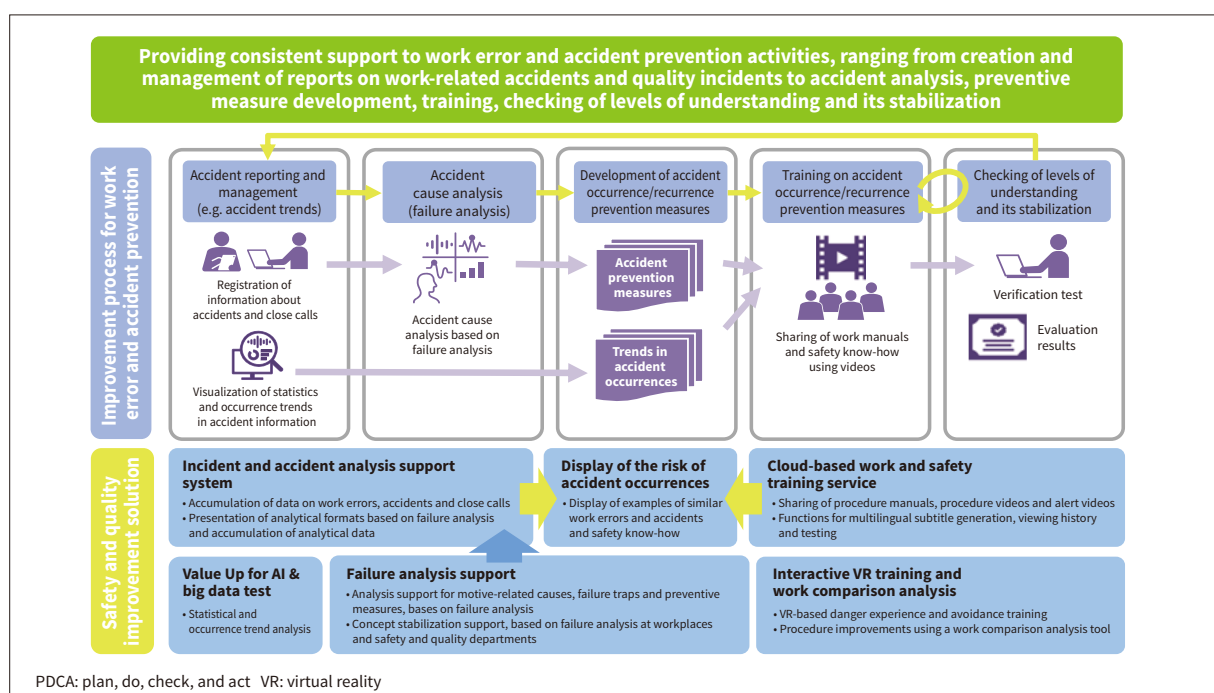 Providing consistent support to work error and accident prevention activities, ranging from creation and
management of reports on work-related accidents and quality incidents to accident analysis, preventive
measure development, training, checking of levels of understanding and its stabilization
Improvement process for work
error and accident prevention
Accident reporting and
management
(e.g. accident trends)
Accident
cause analysis
(failure analysis)
Development of accident
occurrence/recurrence
prevention measures
Training on accident
occurrence/recurrence
prevention measures
Checking of levels of
understanding
and its stabilization
Registration of
information about
accidents and close calls
Visualization of statistics
and occurrence trends
in accident information
Accident cause
analysis based on
failure analysis
Accident
prevention
measures
Trends in
accident
occurrences
Sharing of work manuals
and safety know-how
using videos
Verification test
Evaluation
results
Safety and quality
improvement solution
Incident and accident analysis support
system
• Accumulation of data on work errors, accidents and close calls
• Presentation of analytical formats based on failure analysis
and accumulation of analytical data
Display of the risk of
accident occurrences
• Display of examples of similar
work errors and accidents
and safety know-how
Cloud-based work and safety
training service
• Sharing of procedure manuals, procedure videos and alert videos
• Functions for multilingual subtitle generation, viewing history
and testing
Value Up for AI &
big data test
• Statistical and
occurrence trend analysis
Failure analysis support
• Analysis support for motive-related causes, failure traps and preventive
measures, bases on failure analysis
• Concept stabilization support, based on failure analysis at workplaces
and safety and quality departments
Interactive VR training and
work comparison analysis
• VR-based danger experience and avoidance training
• Procedure improvements using a work comparison analysis tool
PDCA: plan, do, check, and act VR: virtual reality